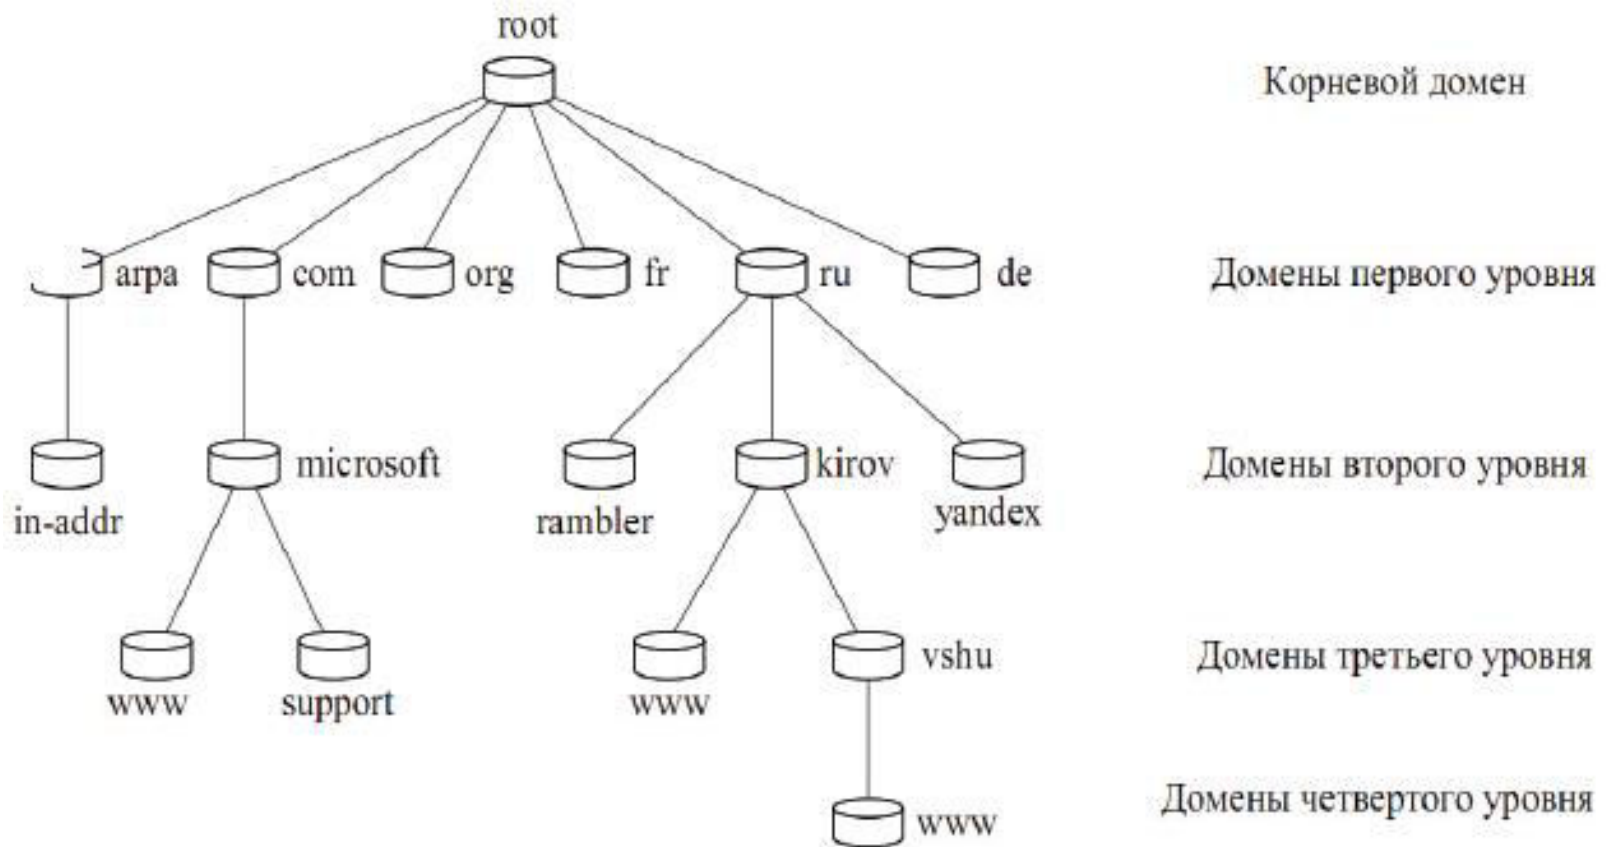 root
Корневой домен
arpa com org fr ru de Домены первого уровня
microsoft kirov Домены второго уровня
in-addr rambler yandex
vshu Домены третьего уровня
www support www
www Домены четвертого уровня